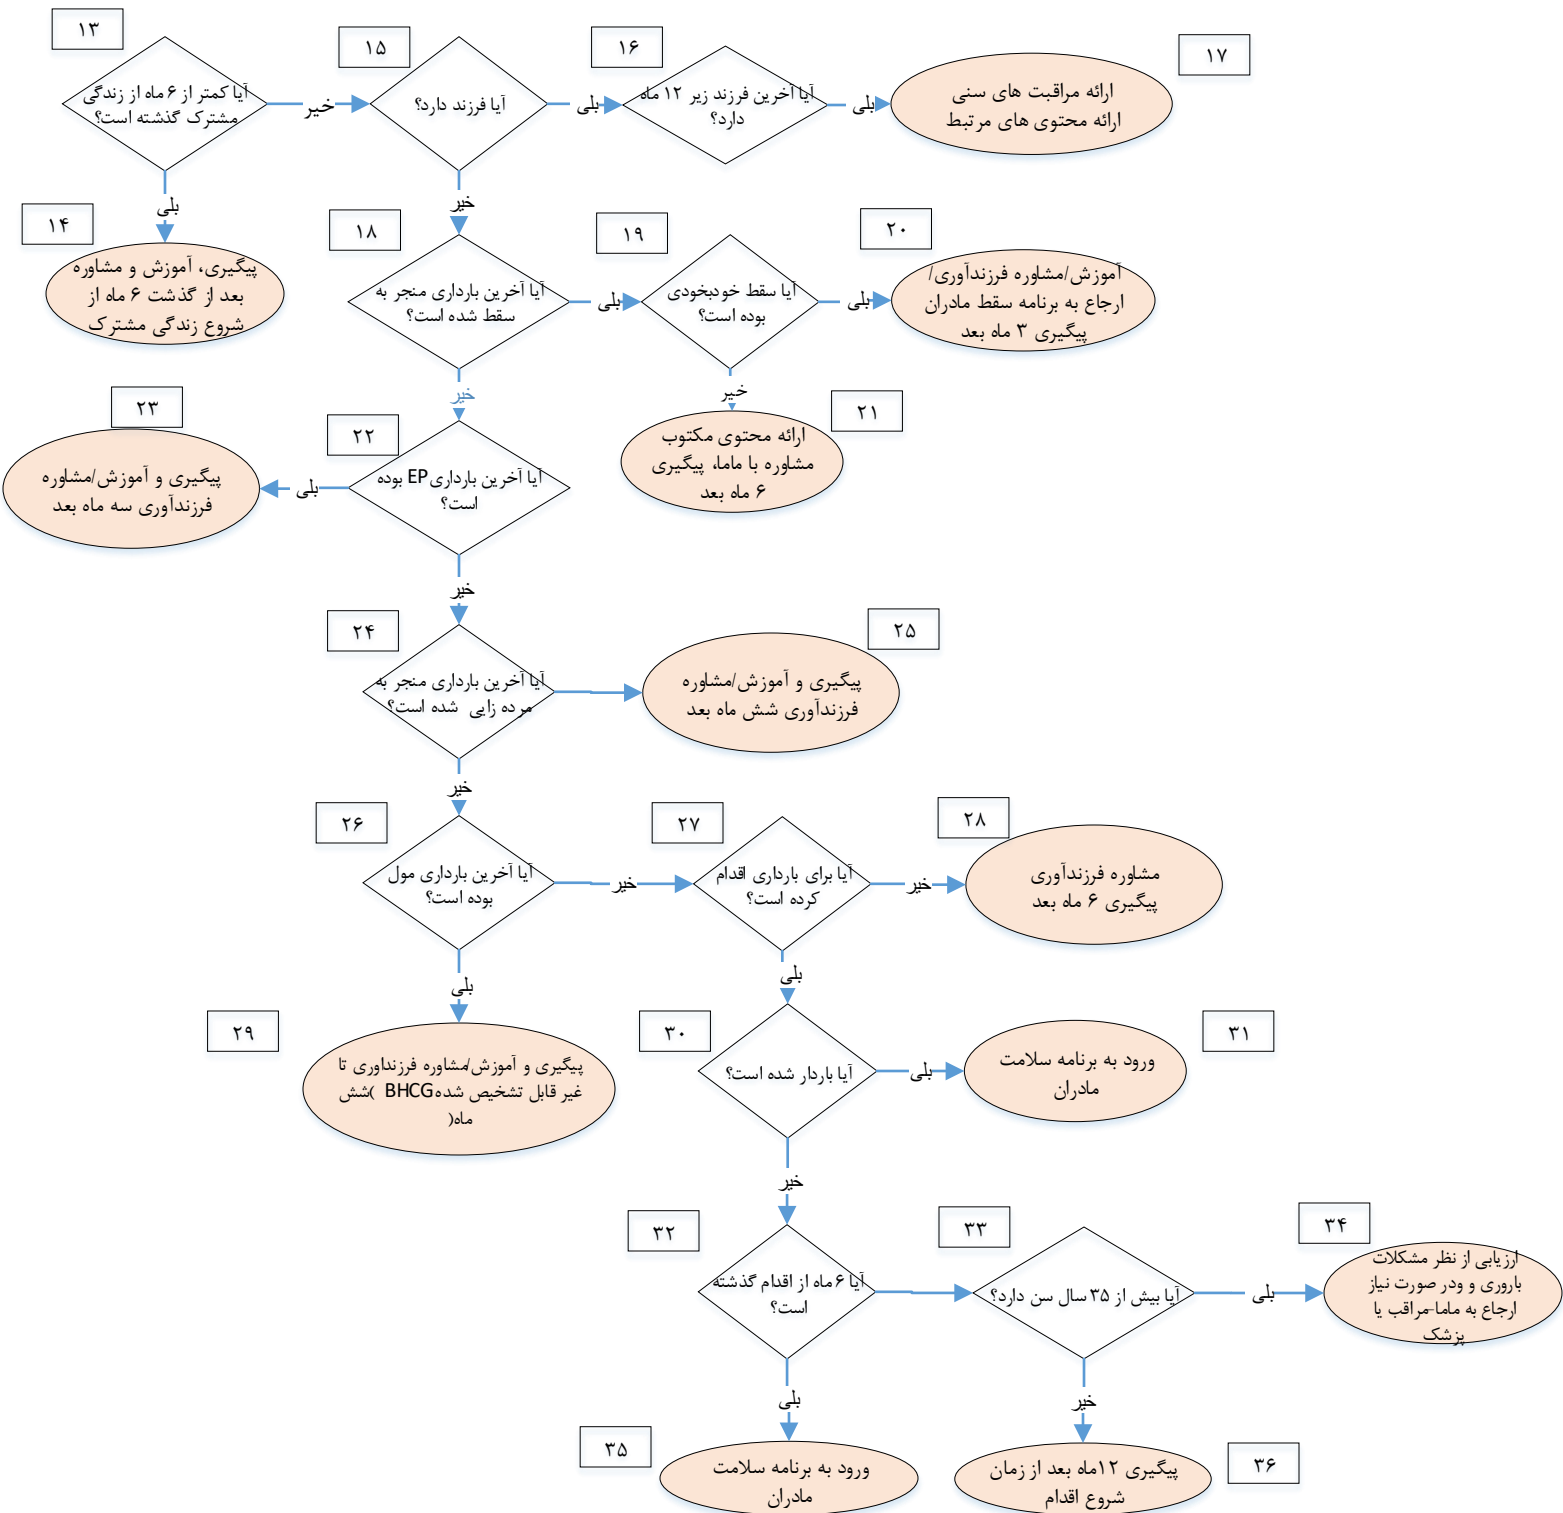 ۱۳
آیا کمتر از ۶ ماه از زندگی
مشترک گذشته است؟
خیر
بلی
۱۴
پیگیری، آموزش و مشاوره
بعد از گذشت ۶ ماه از
شروع زندگی مشترک
۱۵
آیا فرزند دارد؟
بلی
خیر
۱۶
آیا آخرین فرزند زیر ۱۲ ماه
دارد؟
بلی
۱۷
ارائه مراقبت های سنی
ارائه محتوی های مرتبط
۱۸
آیا آخرین بارداری منجر به
سقط شده است؟
بلی
خیر
۱۹
آیا سقط خودبخودی
بوده است؟
بلی
خیر
۲۰
آموزش/مشاوره فرزندآوری/
ارجاع به برنامه سقط مادران
پیگیری ۳ ماه بعد
۲۱
ارائه محتوی مکتوب
مشاوره با ماما، پیگیری
۶ ماه بعد
۲۲
آیا آخرین بارداری EP بوده
است؟
بلی
خیر
۲۳
پیگیری و آموزش/مشاوره
فرزندآوری سه ماه بعد
۲۴
آیا آخرین بارداری منجر به
مرده زایی شده است؟
خیر
۲۵
پیگیری و آموزش/مشاوره
فرزندآوری شش ماه بعد
۲۶
آیا آخرین بارداری مول
بوده است؟
خیر
بلی
۲۷
آیا برای بارداری اقدام
کرده است؟
خیر
بلی
۲۸
مشاوره فرزندآوری
پیگیری ۶ ماه بعد
۲۹
پیگیری و آموزش/مشاوره فرزنداوری تا
غیر قابل تشخیص شده BHCG )شش
ماه(
۳۰
آیا باردار شده است؟
بلی
خیر
۳۱
ورود به برنامه سلامت
مادران
۳۲
آیا ۶ ماه از اقدام گذشته
است؟
بلی
۳۳
آیا بیش از ۳۵ سال سن دارد؟
بلی
خیر
۳۴
ارزیابی از نظر مشکلات
باروری و ودر صورت نیاز
ارجاع به ماما-مراقب یا
پزشک
۳۵
ورود به برنامه سلامت
مادران
۳۶
پیگیری ۱۲ماه بعد از زمان
شروع اقدام